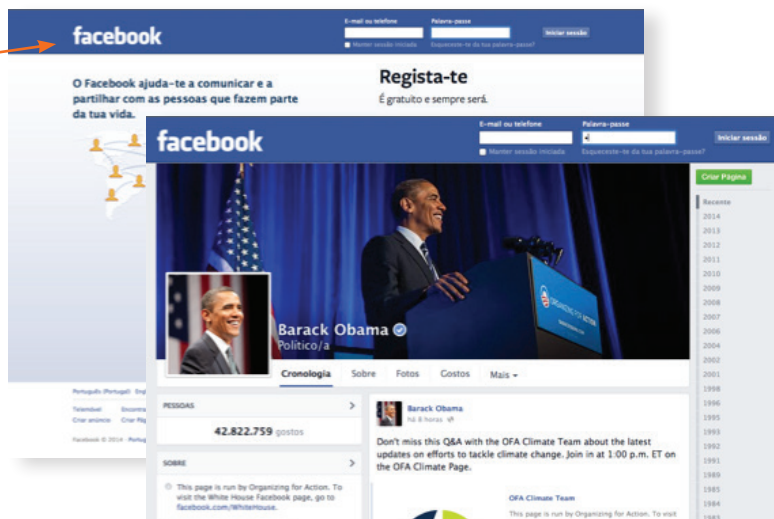 facebook
E-mail ou telefone
Palavra-passe
Iniciar sessão
Manter sessão iniciada
Esqueceste-te da tua palavra-passe?
O Facebook ajuda-te a comunicar e a
partilhar com as pessoas que fazem parte
da tua vida.
Regista-te
É gratuito e sempre será.
Português (Portugal)
Telemóvel
Criar anúncio
Facebook © 2014
facebook
E-mail ou telefone
Palavra-passe
Iniciar sessão
Manter sessão iniciada
Esqueceste-te da tua palavra-passe?
ORGANIZING FOR ACTION
Barack Obama
Político/a
Cronologia Sobre Fotos Gostos Mais
PESSOAS
42.822.759 gostos
SOBRE
This page is run by Organizing for Action. To
visit the White House Facebook page, go to
facebook.com/WhiteHouse.
Barack Obama
há 8 horas
Don't miss this Q&A with the OFA Climate Team about the latest
updates on efforts to tackle climate change. Join in at 1:00 p.m. ET on
the OFA Climate Page.
OFA Climate Team
This page is run by Organizing for Action. To visit
Criar Página
Recente
2014
2013
2012
2011
2010
2009
2008
2007
2006
2004
2002
2001
1998
1996
1995
1993
1992
1991
1989
1985
1984